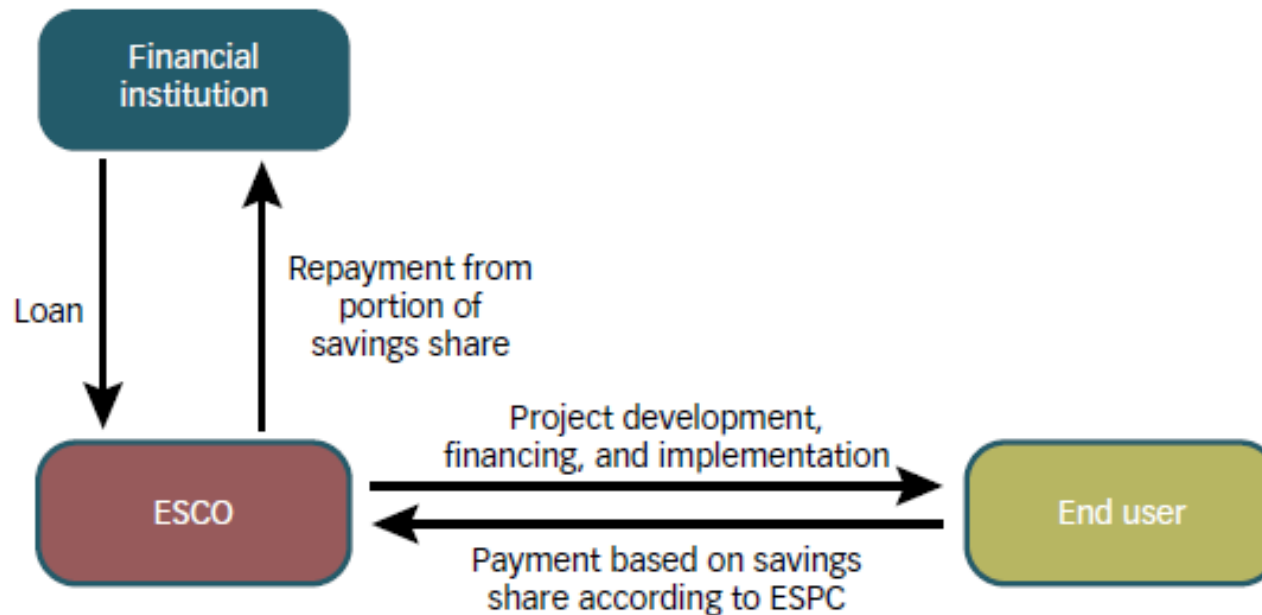 Financial
institution
Loan
Repayment from
portion of
savings share
Project development,
financing, and implementation
ESCO
End user
Payment based on savings
share according to ESPC